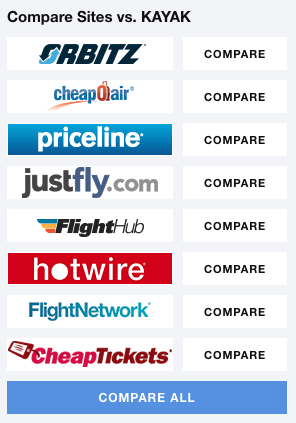 Compare Sites vs. KAYAK
ORBITZ COMPARE
cheapOair® COMPARE
priceline® COMPARE
justfly.com COMPARE
FlightHub COMPARE
hotwire® COMPARE
FlightNetwork® COMPARE
CheapTickets® COMPARE
COMPARE ALL